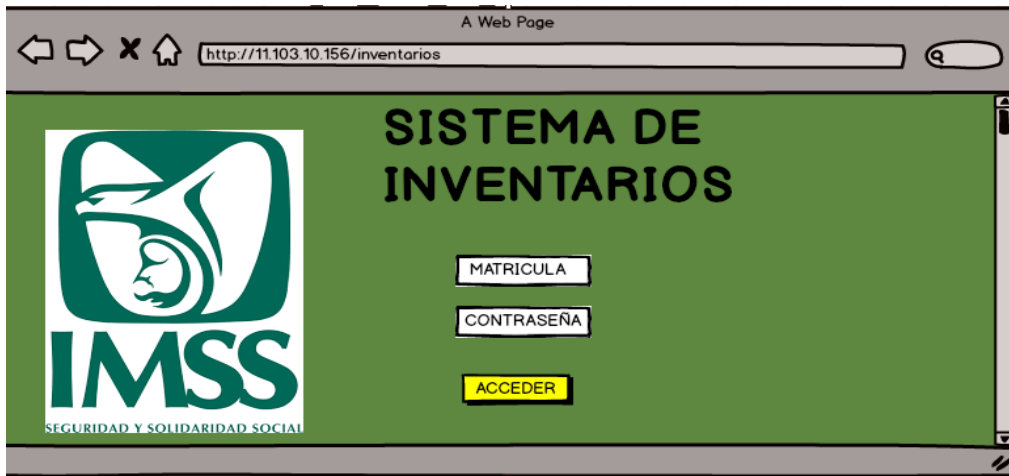 A Web Page
http://11.103.10.156/inventarios
SISTEMA DE
INVENTARIOS
MATRICULA
CONTRASEÑA
ACCEDER
IMSS
SEGURIDAD Y SOLIDARIDAD SOCIAL